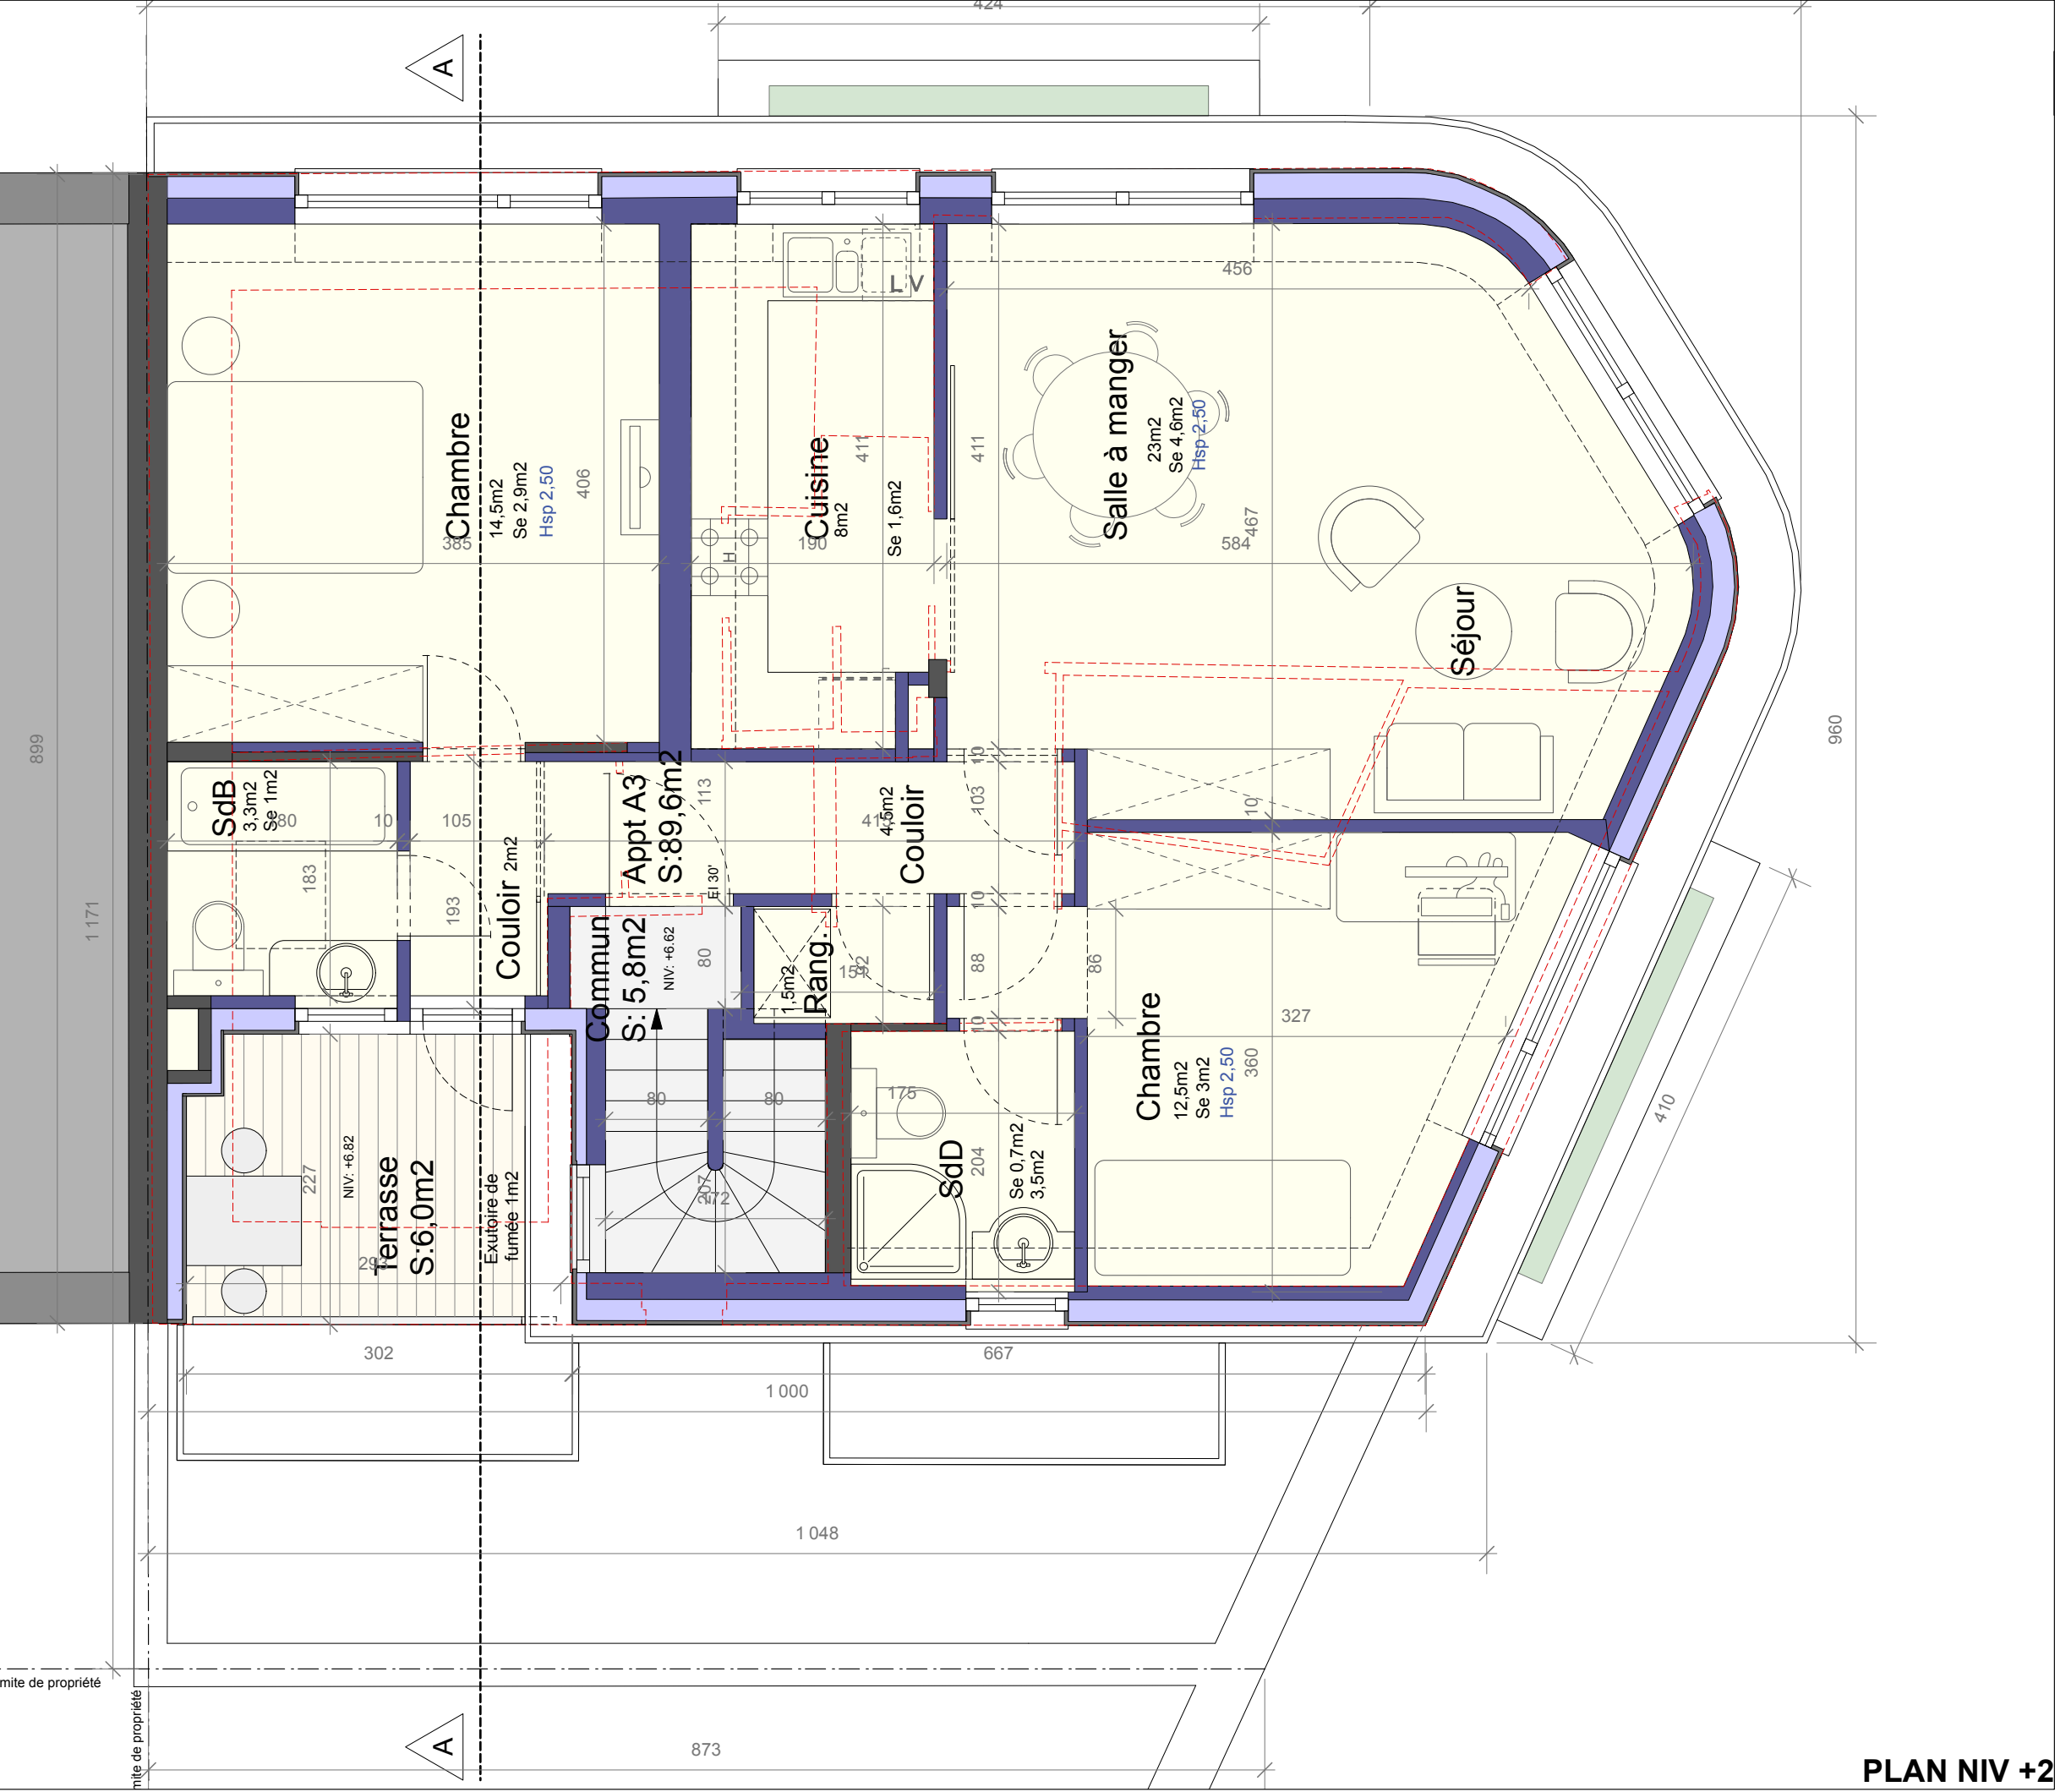 424
A
456
L V
Chambre
14,5m2
Se 2,9m2
Hsp 2,50
406
385
Cuisine
8m2
Se 1,6m2
411
190
H
411
Salle à manger
23m2
Se 4,6m2
Hsp 2,50
467
584
Séjour
960
899
1 171
SdB
3,3m2
Se 1m2
10
105
183
193
Couloir 2m2
Appt A3
S:89,6m2
113
EI 30'
4,5m2
Couloir
10
103
10
10
Commun
S: 5,8m2
NIV: +6.62
80
1,5m2
Rang.
88
86
10
Chambre
12,5m2
Se 3m2
Hsp 2,50
360
327
410
NIV: +6.82
Terrasse
S:6,0m2
227
Exutoire de
fumée 1m2
80
80
207
175
SdD
204
Se 0,7m2
3,5m2
302
667
1 000
1 048
mite de propriété
mite de propriété
A
873
PLAN NIV +2